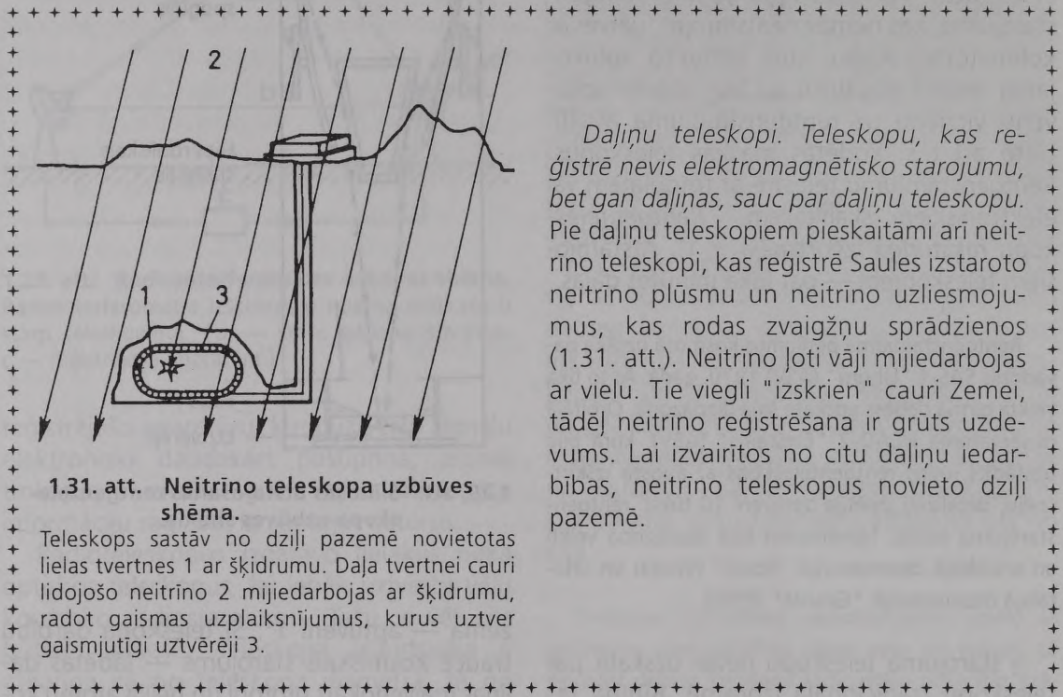 2
1
3
1.31. att. Neitrīno teleskopa uzbūves
shēma.
Teleskops sastāv no dziļi pazemē novietotas
lielas tvertnes 1 ar šķidrumu. Daļa tvertnei cauri
lidojošo neitrīno 2 mijiedarbojas ar šķidrumu,
radot gaismas uzplaiksnījumus, kurus uztver
gaismjutīgi uztvērēji 3.
Daļiņu teleskopi. Teleskopu, kas re-
ģistrē nevis elektromagnētisko starojumu,
bet gan daļiņas, sauc par daļiņu teleskopu.
Pie daļiņu teleskopiem pieskaitāmi arī neit-
rīno teleskopi, kas reģistrē Saules izstaroto
neitrīno plūsmu un neitrīno uzliesmoju-
mus, kas rodas zvaigžņu sprādzienos
(1.31. att.). Neitrīno ļoti vāji mijiedarbojas
ar vielu. Tie viegli "izskrien" cauri Zemei,
tādēļ neitrīno reģistrēšana ir grūts uzde-
vums. Lai izvairītos no citu daļiņu iedar-
bības, neitrīno teleskopus novieto dziļi
pazemē.